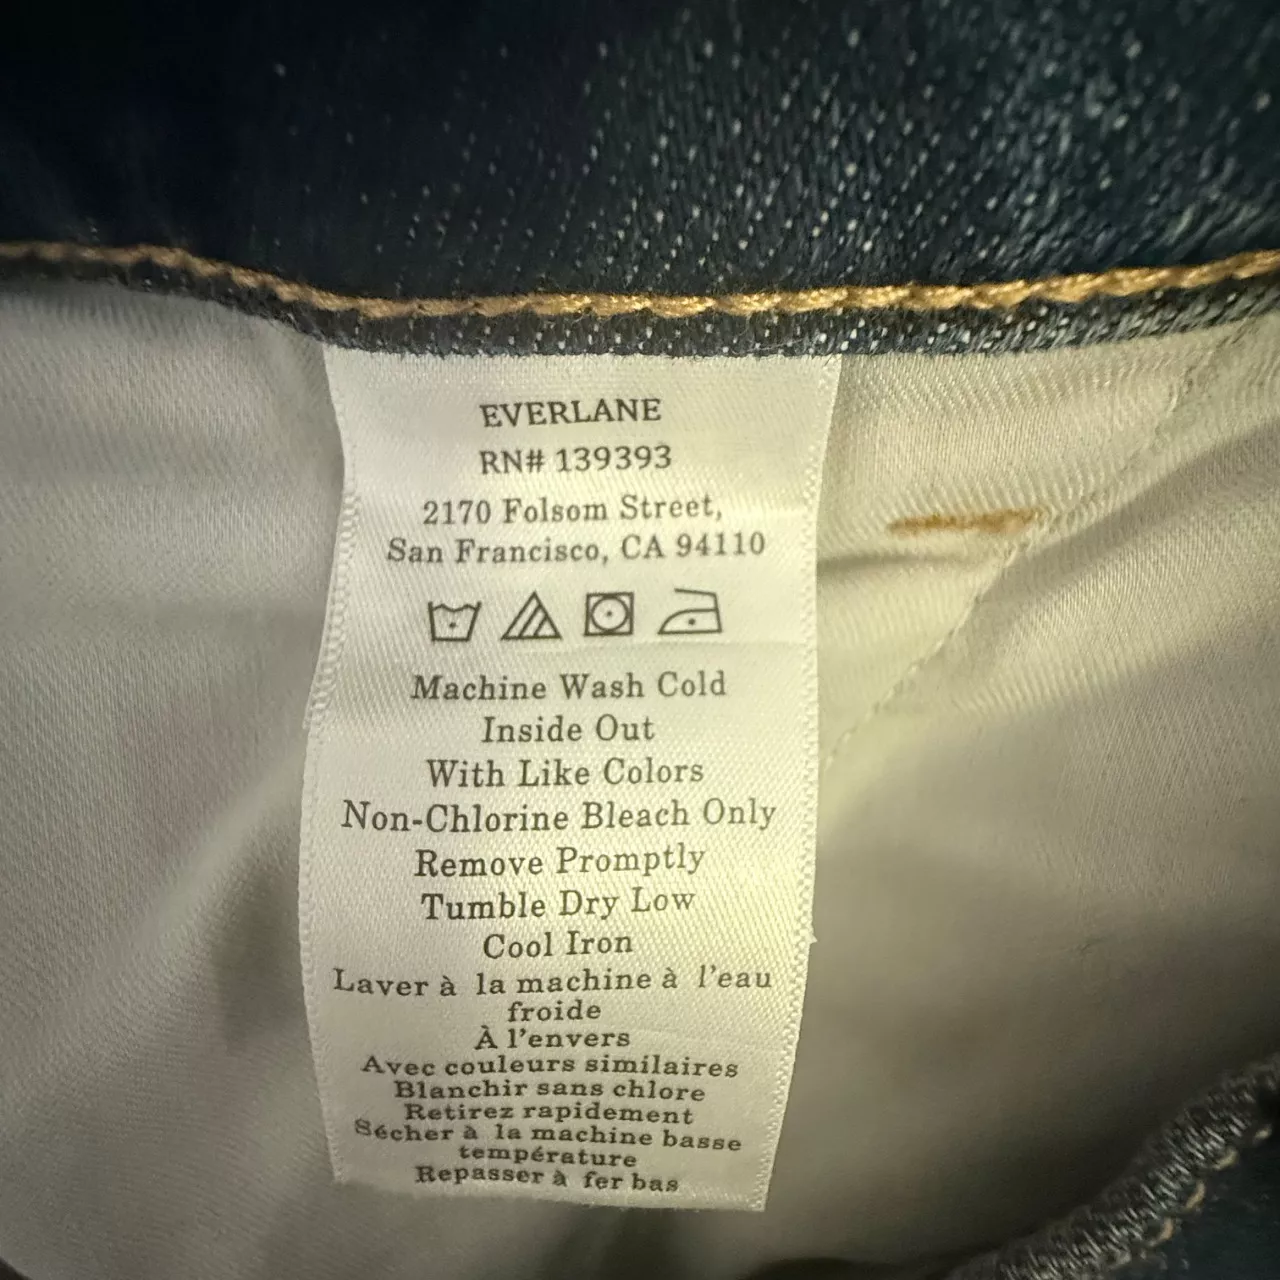 EVERLANE
RN# 139393
2170 Folsom Street,
San Francisco, CA 94110
Machine Wash Cold
Inside Out
With Like Colors
Non-Chlorine Bleach Only
Remove Promptly
Tumble Dry Low
Cool Iron
Laver à la machine à l'eau
froide
À l'envers
Avec couleurs similaires
Blanchir sans chlore
Retirez rapidement
Sécher à la machine basse
température
Repasser à fer bas